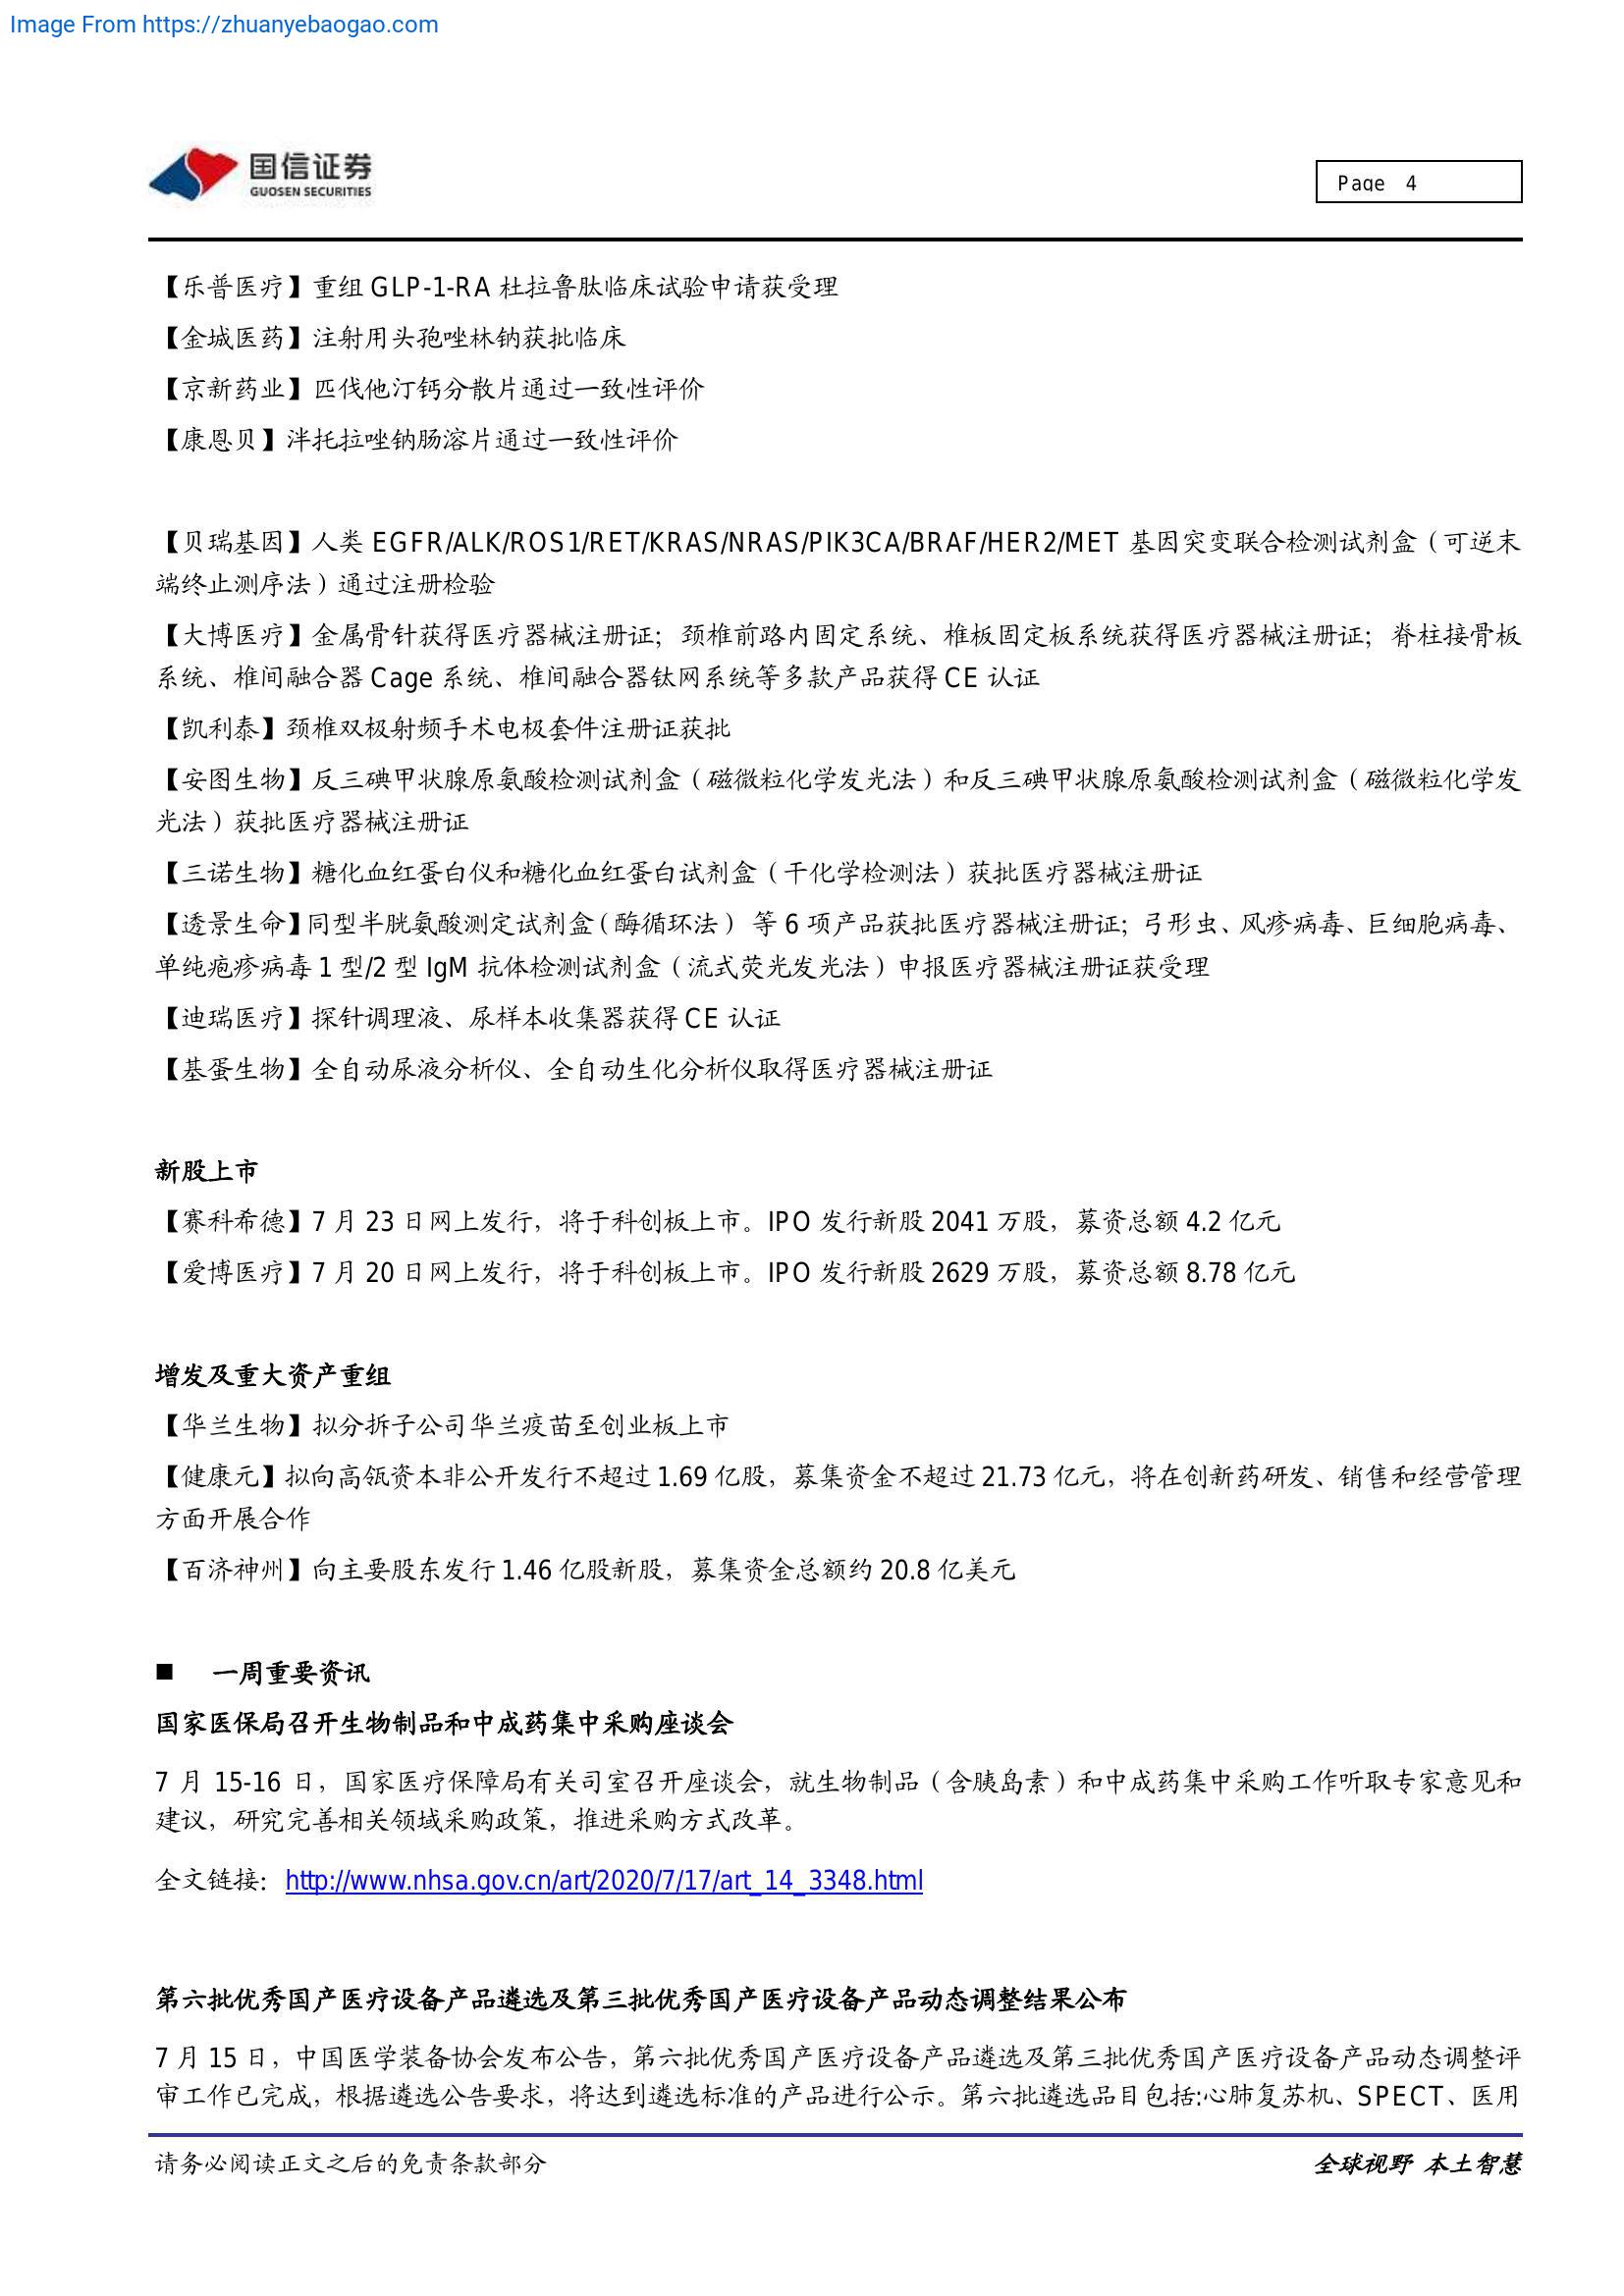 Image From https://zhuanyebaogao.com
国信证券
GUOSEN SECURITIES
Page 4
【乐普医疗】重组 GLP-1-RA 杜拉鲁肽临床试验申请获受理
【金城医药】注射用头孢唑林钠获批临床
【京新药业】匹伐他汀钙分散片通过一致性评价
【康恩贝】泮托拉唑钠肠溶片通过一致性评价
【贝瑞基因】人类 EGFR/ALK/ROS1/RET/KRAS/NRAS/PIK3CA/BRAF/HER2/MET 基因突变联合检测试剂盒（可逆末
端终止测序法）通过注册检验
【大博医疗】金属骨针获得医疗器械注册证；颈椎前路内固定系统、椎板固定板系统获得医疗器械注册证；脊柱接骨板
系统、椎间融合器 Cage 系统、椎间融合器钛网系统等多款产品获得 CE 认证
【凯利泰】颈椎双极射频手术电极套件注册证获批
【安图生物】反三碘甲状腺原氨酸检测试剂盒（磁微粒化学发光法）和反三碘甲状腺原氨酸检测试剂盒（磁微粒化学发
光法）获批医疗器械注册证
【三诺生物】糖化血红蛋白仪和糖化血红蛋白试剂盒（干化学检测法）获批医疗器械注册证
【透景生命】同型半胱氨酸测定试剂盒（酶循环法） 等 6 项产品获批医疗器械注册证；弓形虫、风疹病毒、巨细胞病毒、
单纯疱疹病毒 1 型/2 型 IgM 抗体检测试剂盒（流式荧光发光法）申报医疗器械注册证获受理
【迪瑞医疗】探针调理液、尿样本收集器获得 CE 认证
【基蛋生物】全自动尿液分析仪、全自动生化分析仪取得医疗器械注册证
新股上市
【赛科希德】7 月 23 日网上发行，将于科创板上市。IPO 发行新股 2041 万股，募资总额 4.2 亿元
【爱博医疗】7 月 20 日网上发行，将于科创板上市。IPO 发行新股 2629 万股，募资总额 8.78 亿元
增发及重大资产重组
【华兰生物】拟分拆子公司华兰疫苗至创业板上市
【健康元】拟向高瓴资本非公开发行不超过 1.69 亿股，募集资金不超过 21.73 亿元，将在创新药研发、销售和经营管理
方面开展合作
【百济神州】向主要股东发行 1.46 亿股新股，募集资金总额约 20.8 亿美元
■ 一周重要资讯
国家医保局召开生物制品和中成药集中采购座谈会
7 月 15-16 日，国家医疗保障局有关司室召开座谈会，就生物制品（含胰岛素）和中成药集中采购工作听取专家意见和
建议，研究完善相关领域采购政策，推进采购方式改革。
全文链接：http://www.nhsa.gov.cn/art/2020/7/17/art_14_3348.html
第六批优秀国产医疗设备产品遴选及第三批优秀国产医疗设备产品动态调整结果公布
7 月 15 日，中国医学装备协会发布公告，第六批优秀国产医疗设备产品遴选及第三批优秀国产医疗设备产品动态调整评
审工作已完成，根据遴选公告要求，将达到遴选标准的产品进行公示。第六批遴选品目包括:心肺复苏机、SPECT、医用
请务必阅读正文之后的免责条款部分
全球视野 本土智慧